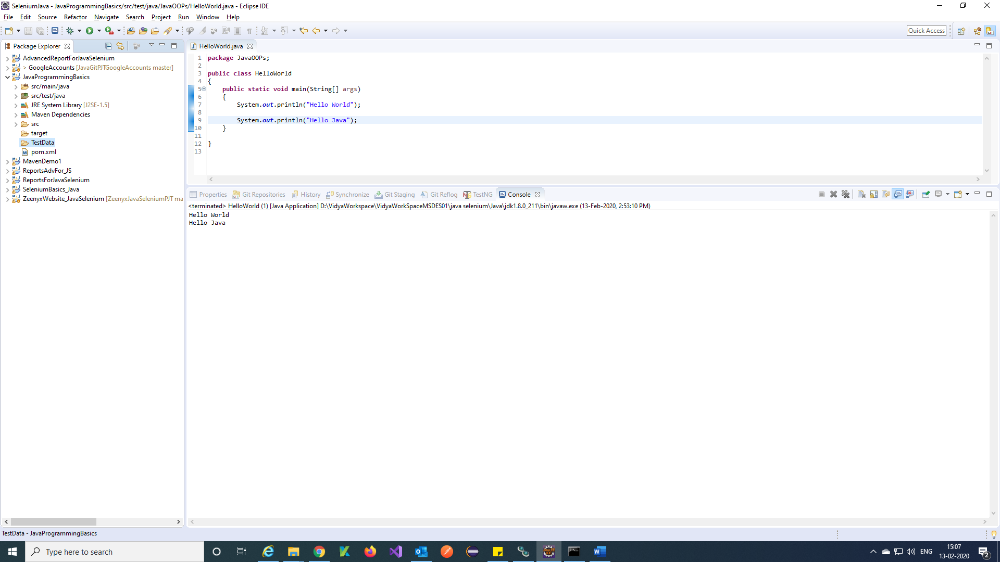 SeleniumJava - JavaProgrammingBasics/src/test/java/JavaOOPs/HelloWorld.java - Eclipse IDE
File Edit Source Refactor Navigate Search Project Run Window Help
Quick Access
Package Explorer
AdvancedReportForJavaSelenium
> GoogleAccounts [JavaGitPJTGoogleAccounts master]
JavaProgrammingBasics
src/main/java
src/test/java
JRE System Library [J2SE-1.5]
Maven Dependencies
src
target
TestData
pom.xml
MavenDemo1
ReportsAdvFor_JS
ReportsForJavaSelenium
SeleniumBasics_Java
ZeenyxWebsite_JavaSelenium [ZeenyxJavaSeleniumPJT ma
HelloWorld.java
1 package JavaOOPs;
2
3 public class HelloWorld
4 {
5 public static void main(String[] args)
6 {
7 System.out.println("Hello World");
8
9 System.out.println("Hello Java");
10 }
11
12 }
13
Properties Git Repositories History Synchronize Git Staging Git Reflog TestNG Console
<terminated> HelloWorld (1) [Java Application] D:\VidyaWorkspace\VidyaWorkSpaceMSDES01\java selenium\Java\jdk1.8.0_211\bin\javaw.exe (13-Feb-2020, 2:53:10 PM)
Hello World
Hello Java
TestData - JavaProgrammingBasics
Type here to search
ENG
15:07
13-02-2020
2